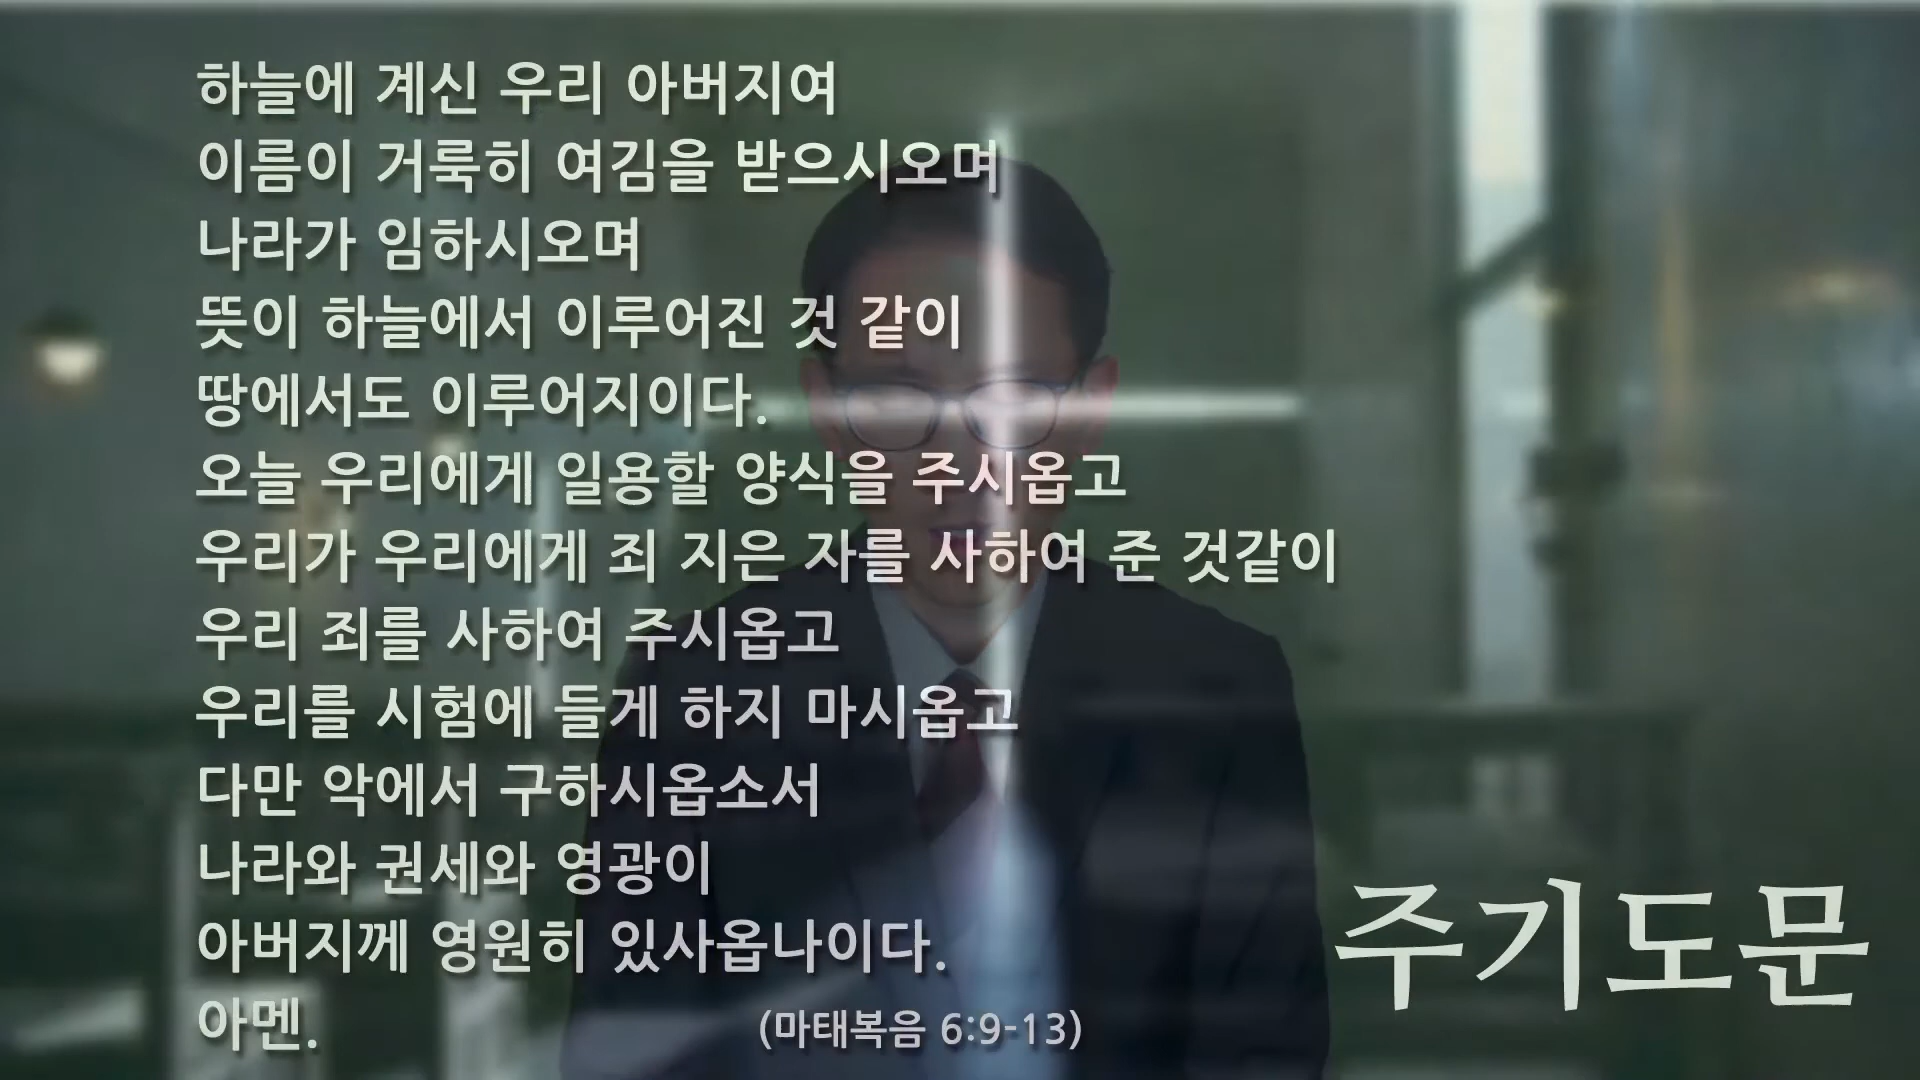 하늘에 계신 우리 아버지여
이름이 거룩히 여김을 받으시오며
나라가 임하시오며
뜻이 하늘에서 이루어진 것 같이
땅에서도 이루어지이다.
오늘 우리에게 일용할 양식을 주시옵고
우리가 우리에게 죄 지은 자를 사하여 준 것같이
우리 죄를 사하여 주시옵고
우리를 시험에 들게 하지 마시옵고
다만 악에서 구하시옵소서
나라와 권세와 영광이
아버지께 영원히 있사옵나이다.
아멘.
(마태복음 6:9-13)
주기도문